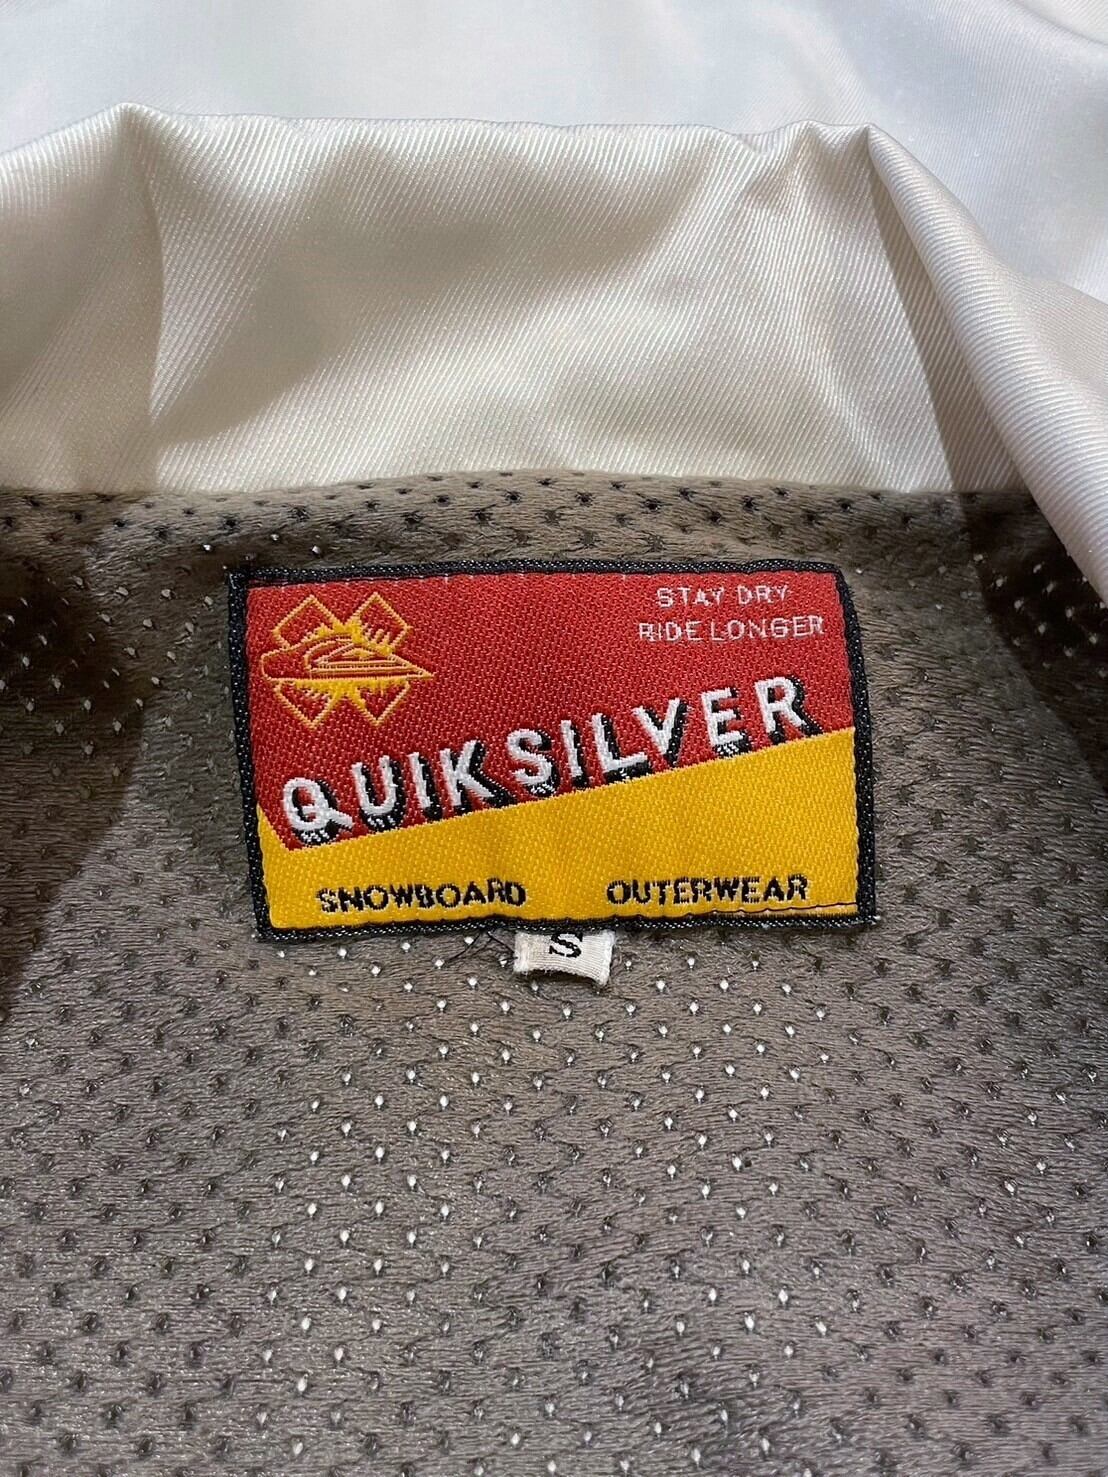 STAY DRY
RIDE LONGER
QUIKSILVER
SNOWBOARD OUTERWEAR
S